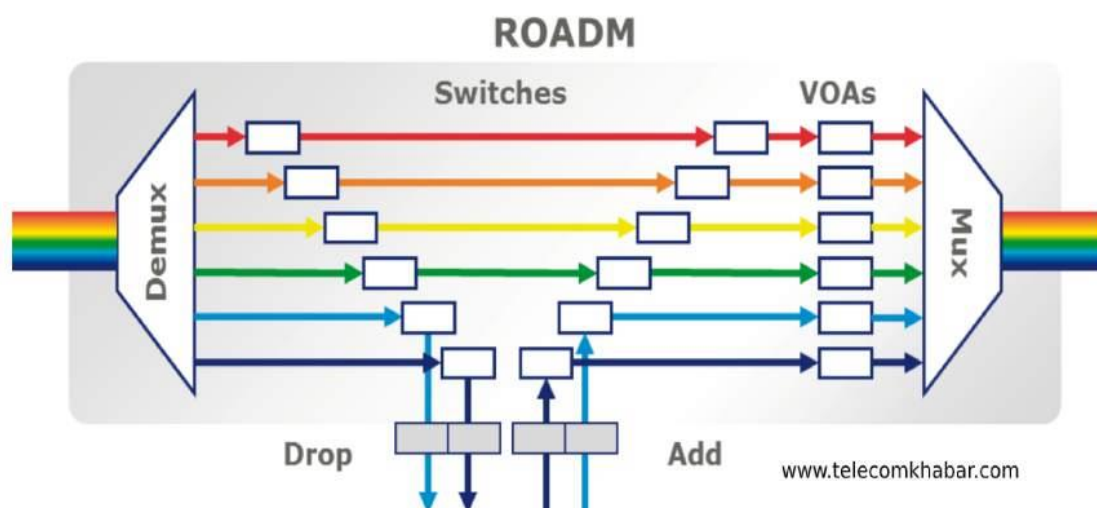 ROADM
Switches
VOAs
Demux
Mux
Drop
Add
www.telecomkhabar.com